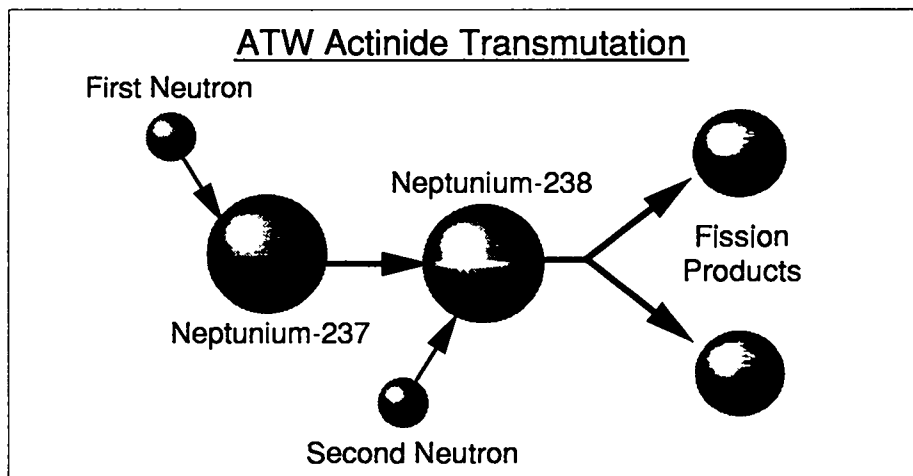 ATW Actinide Transmutation
First Neutron
Neptunium-238
Fission
Products
Neptunium-237
Second Neutron